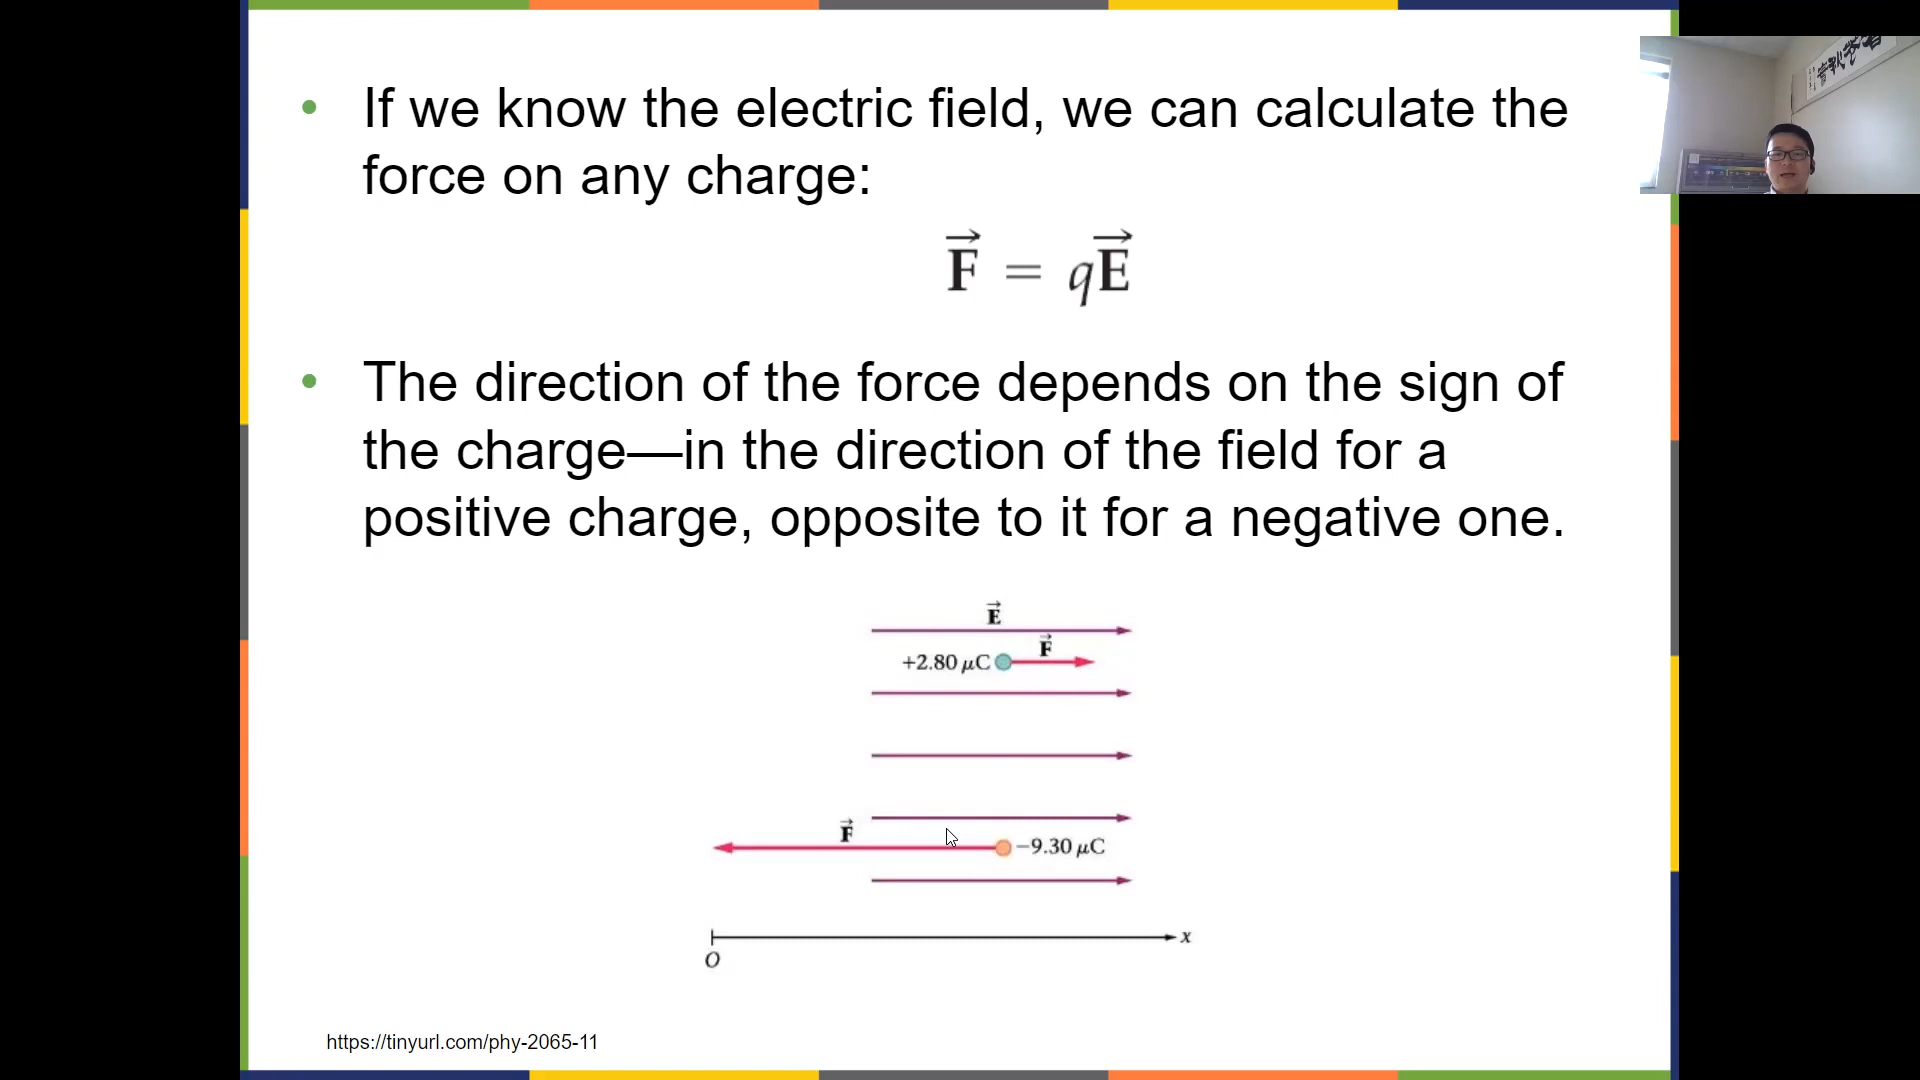 If we know the electric field, we can calculate the
force on any charge:
F⃗ = qE⃗
The direction of the force depends on the sign of
the charge—in the direction of the field for a
positive charge, opposite to it for a negative one.
E⃗
F⃗
+2.80 μC
F⃗
−9.30 μC
x
O
https://tinyurl.com/phy-2065-11